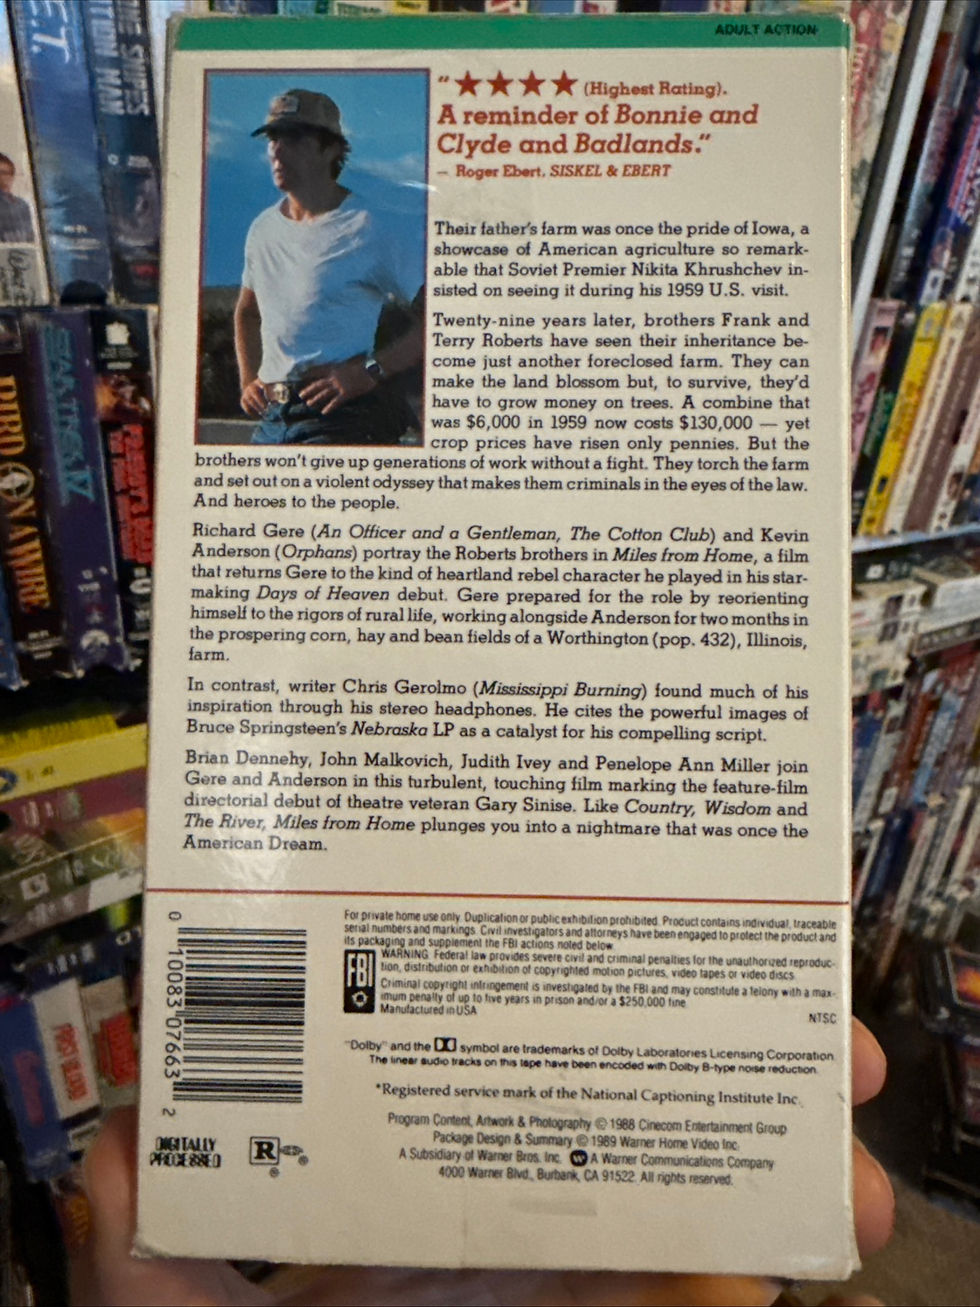 ADULT ACTION
"★★★★ (Highest Rating).
A reminder of Bonnie and
Clyde and Badlands."
— Roger Ebert, SISKEL & EBERT
Their father's farm was once the pride of Iowa, a
showcase of American agriculture so remark-
able that Soviet Premier Nikita Khrushchev in-
sisted on seeing it during his 1959 U.S. visit.
Twenty-nine years later, brothers Frank and
Terry Roberts have seen their inheritance be-
come just another foreclosed farm. They can
make the land blossom but, to survive, they'd
have to grow money on trees. A combine that
was $6,000 in 1959 now costs $130,000 — yet
crop prices have risen only pennies. But the
brothers won't give up generations of work without a fight. They torch the farm
and set out on a violent odyssey that makes them criminals in the eyes of the law.
And heroes to the people.
Richard Gere (An Officer and a Gentleman, The Cotton Club) and Kevin
Anderson (Orphans) portray the Roberts brothers in Miles from Home, a film
that returns Gere to the kind of heartland rebel character he played in his star-
making Days of Heaven debut. Gere prepared for the role by reorienting
himself to the rigors of rural life, working alongside Anderson for two months in
the prospering corn, hay and bean fields of a Worthington (pop. 432), Illinois,
farm.
In contrast, writer Chris Gerolmo (Mississippi Burning) found much of his
inspiration through his stereo headphones. He cites the powerful images of
Bruce Springsteen's Nebraska LP as a catalyst for his compelling script.
Brian Dennehy, John Malkovich, Judith Ivey and Penelope Ann Miller join
Gere and Anderson in this turbulent, touching film marking the feature-film
directorial debut of theatre veteran Gary Sinise. Like Country, Wisdom and
The River, Miles from Home plunges you into a nightmare that was once the
American Dream.
For private home use only. Duplication or public exhibition prohibited. Product contains individual, traceable
serial numbers and markings. Civil investigators and attorneys have been engaged to protect the product and
its packaging and supplement the FBI actions noted below.
FBI
WARNING: Federal law provides severe civil and criminal penalties for the unauthorized reproduc-
tion, distribution or exhibition of copyrighted motion pictures, video tapes or video discs.
Criminal copyright infringement is investigated by the FBI and may constitute a felony with a max-
imum penalty of up to five years in prison and/or a $250,000 fine.
Manufactured in USA
NTSC
"Dolby" and the symbol are trademarks of Dolby Laboratories Licensing Corporation.
The linear audio tracks on this tape have been encoded with Dolby B-type noise reduction.
*Registered service mark of the National Captioning Institute Inc.
Program Content, Artwork & Photography © 1988 Cinecom Entertainment Group
Package Design & Summary © 1989 Warner Home Video Inc.
A Subsidiary of Warner Bros. Inc. A Warner Communications Company
4000 Warner Blvd., Burbank, CA 91522. All rights reserved.
0 10083 07663 2
DIGITALLY
PROCESSED
R ®
E.T.